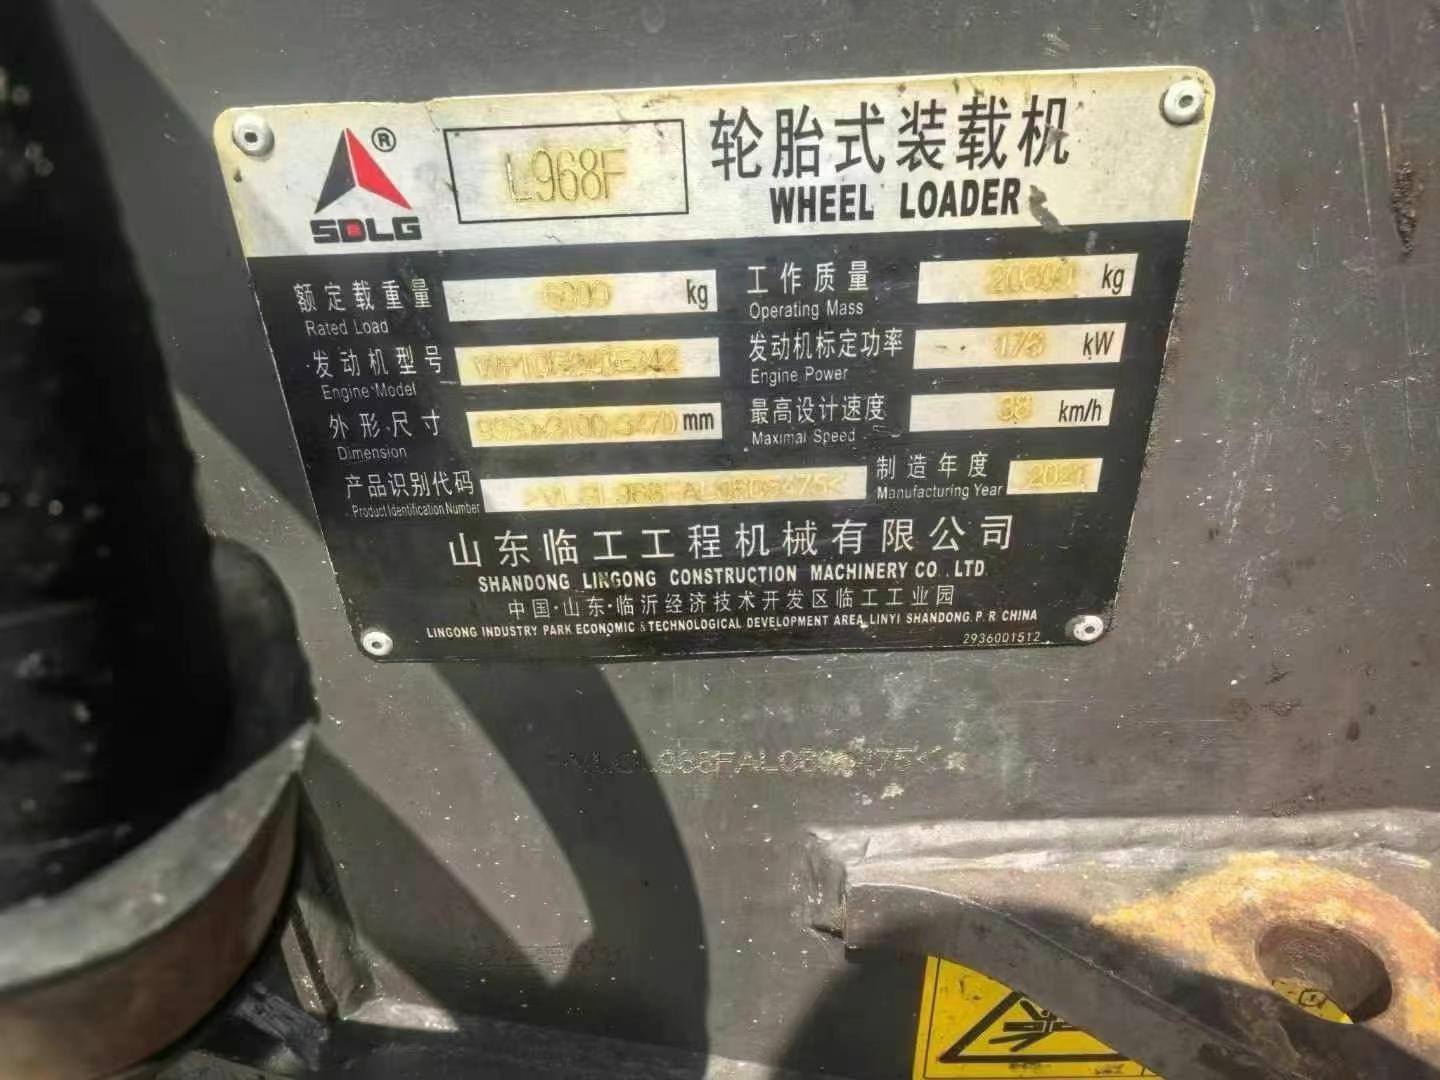 ® L968F 轮胎式装载机
SDLG WHEEL LOADER
额定载重量 6000 kg 工作质量 kg
Rated Load Operating Mass
发动机型号 发动机标定功率 kW
Engine Model Engine Power
外形尺寸 mm 最高设计速度 38 km/h
Dimension Maximal Speed
产品识别代码 制造年度 2021
Product Identification Number Manufacturing Year
山东临工工程机械有限公司
SHANDONG LINGONG CONSTRUCTION MACHINERY CO.,LTD
中国·山东·临沂经济技术开发区临工工业园
LINGONG INDUSTRY PARK ECONOMIC & TECHNOLOGICAL DEVELOPMENT AREA LINYI SHANDONG P.R CHINA
2936001512